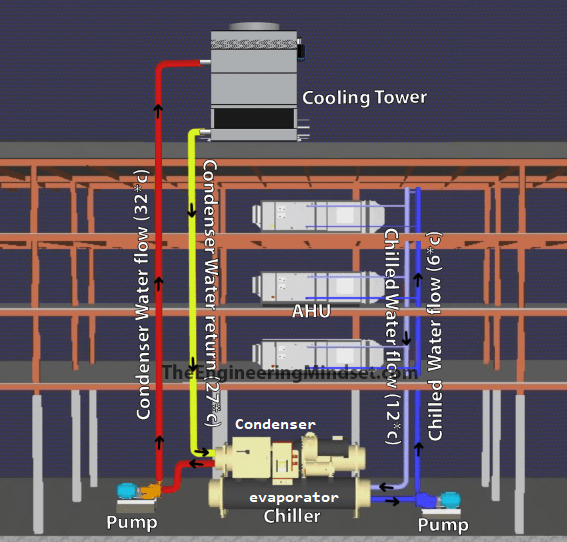 Cooling Tower
Condenser Water flow (32*c)
Condenser Water return (27*c)
Chilled Water flow (12*c)
Chilled Water flow (6*c)
AHU
TheEngineeringMindset.com
Condenser
evaporator
Chiller
Pump
Pump